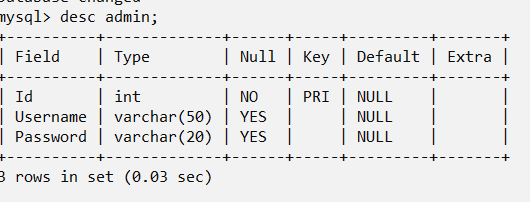 Database changed
mysql> desc admin;
+----------+-------------+------+-----+---------+-------+
| Field    | Type        | Null | Key | Default | Extra |
+----------+-------------+------+-----+---------+-------+
| Id       | int         | NO   | PRI | NULL    |       |
| Username | varchar(50) | YES  |     | NULL    |       |
| Password | varchar(20) | YES  |     | NULL    |       |
+----------+-------------+------+-----+---------+-------+
3 rows in set (0.03 sec)